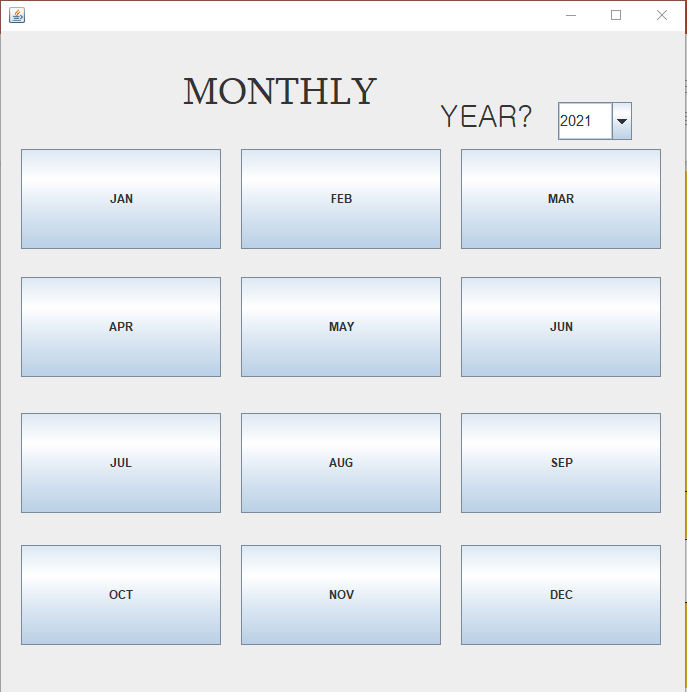 MONTHLY
YEAR? 2021
JAN FEB MAR
APR MAY JUN
JUL AUG SEP
OCT NOV DEC